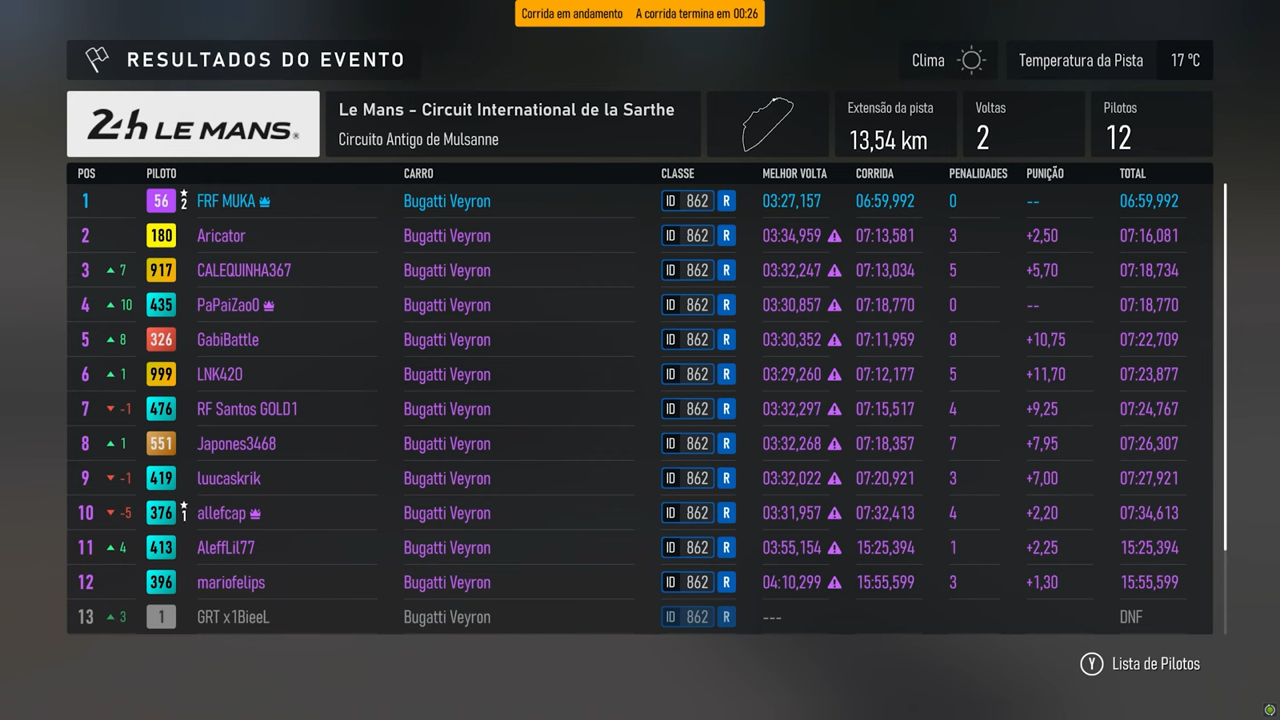 Corrida em andamento A corrida termina em 00:26
RESULTADOS DO EVENTO
Clima
Temperatura da Pista 17 ºC
24h LE MANS®
Le Mans - Circuit International de la Sarthe
Circuito Antigo de Mulsanne
Extensão da pista
13,54 km
Voltas
2
Pilotos
12
POS PILOTO CARRO CLASSE MELHOR VOLTA CORRIDA PENALIDADES PUNIÇÃO TOTAL
1 56 2 FRF MUKA Bugatti Veyron ID 862 R 03:27,157 06:59,992 0 -- 06:59,992
2 180 Aricator Bugatti Veyron ID 862 R 03:34,959 07:13,581 3 +2,50 07:16,081
3 7 917 CALEQUINHA367 Bugatti Veyron ID 862 R 03:32,247 07:13,034 5 +5,70 07:18,734
4 10 435 PaPaiZao0 Bugatti Veyron ID 862 R 03:30,857 07:18,770 0 -- 07:18,770
5 8 326 GabiBattle Bugatti Veyron ID 862 R 03:30,352 07:11,959 8 +10,75 07:22,709
6 1 999 LNK420 Bugatti Veyron ID 862 R 03:29,260 07:12,177 5 +11,70 07:23,877
7 -1 476 RF Santos GOLD1 Bugatti Veyron ID 862 R 03:32,297 07:15,517 4 +9,25 07:24,767
8 1 551 Japones3468 Bugatti Veyron ID 862 R 03:32,268 07:18,357 7 +7,95 07:26,307
9 -1 419 luucaskrik Bugatti Veyron ID 862 R 03:32,022 07:20,921 3 +7,00 07:27,921
10 -5 376 1 allefcap Bugatti Veyron ID 862 R 03:31,957 07:32,413 4 +2,20 07:34,613
11 4 413 AleffLil77 Bugatti Veyron ID 862 R 03:55,154 15:25,394 1 +2,25 15:25,394
12 396 mariofelips Bugatti Veyron ID 862 R 04:10,299 15:55,599 3 +1,30 15:55,599
13 3 1 GRT x1BieeL Bugatti Veyron ID 862 R --- DNF
Y Lista de Pilotos